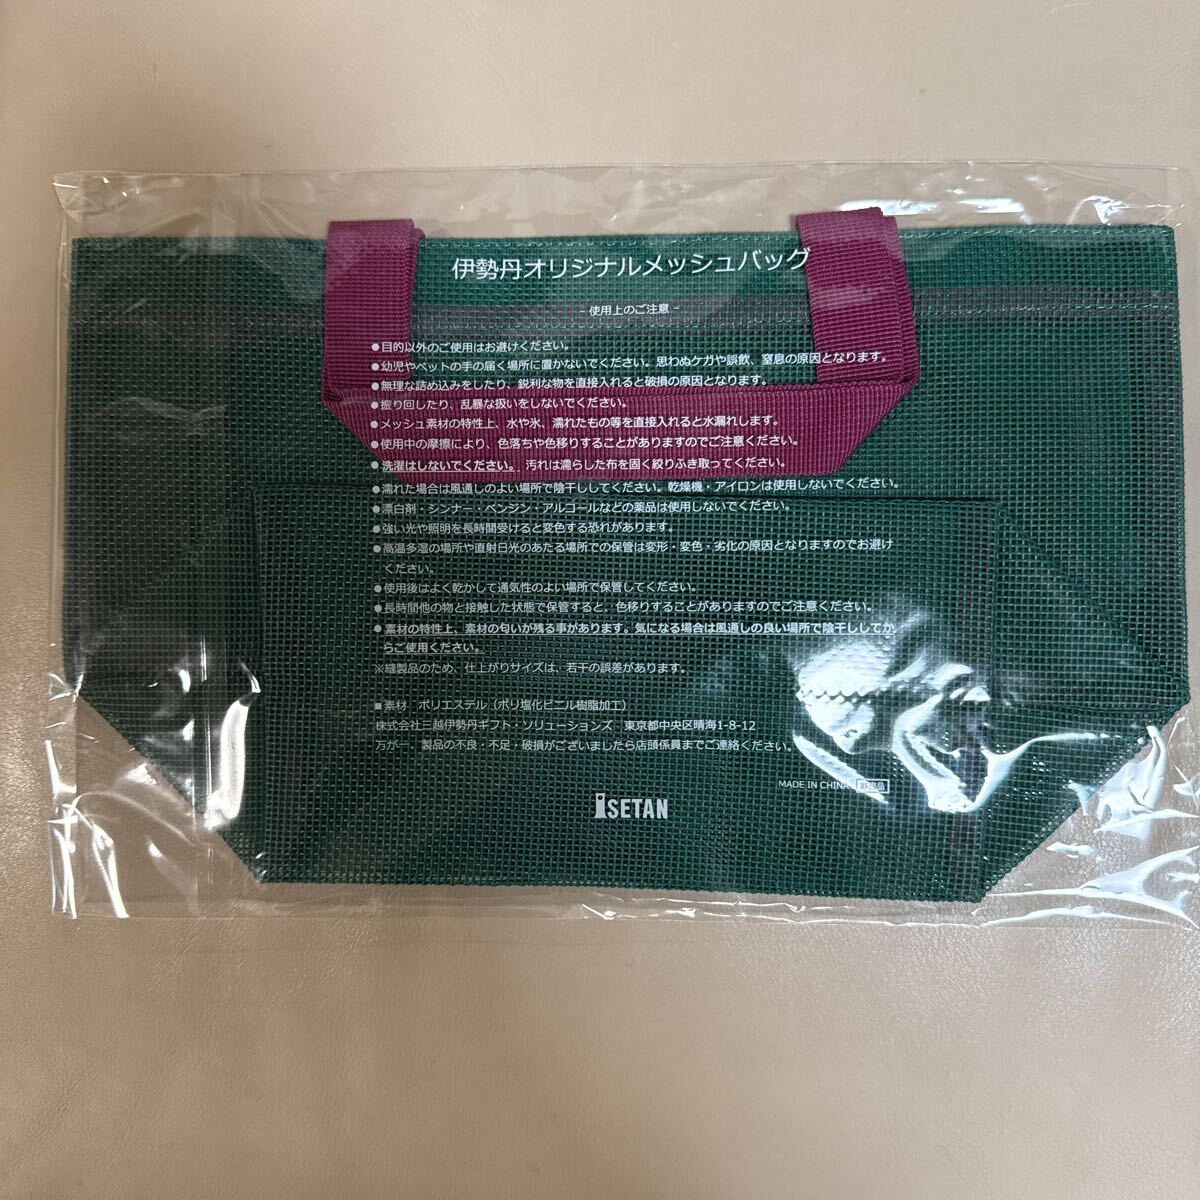 伊勢丹オリジナルメッシュバッグ
- 使用上のご注意 -
●目的以外のご使用はお避けください。
●幼児やペットの手の届く場所に置かないでください。思わぬケガや誤飲、窒息の原因となります。
●無理な詰め込みをしたり、鋭利な物を直接入れると破損の原因となります。
●振り回したり、乱暴な扱いをしないでください。
●メッシュ素材の特性上、水や氷、濡れたもの等を直接入れると水漏れします。
●使用中の摩擦により、色落ちや色移りすることがありますのでご注意ください。
●洗濯はしないでください。 汚れは濡らした布を固く絞りふき取ってください。
●濡れた場合は風通しのよい場所で陰干ししてください。乾燥機・アイロンは使用しないでください。
●漂白剤・シンナー・ベンジン・アルコールなどの薬品は使用しないでください。
●強い光や照明を長時間受けると変色する恐れがあります。
●高温多湿の場所や直射日光のあたる場所での保管は変形・変色・劣化の原因となりますのでお避け
ください。
●使用後はよく乾かして通気性のよい場所で保管してください。
●長時間他の物と接触した状態で保管すると、色移りすることがありますのでご注意ください。
●素材の特性上、素材の匂いが残る事があります。気になる場合は風通しの良い場所で陰干ししてか
らご使用ください。
※縫製品のため、仕上がりサイズは、若干の誤差があります。
■素材 ポリエステル（ポリ塩化ビニル樹脂加工）
株式会社三越伊勢丹ギフト・ソリューションズ 東京都中央区晴海1-8-12
万が一、製品の不良・不足・破損がございましたら店頭係員までご連絡ください。
MADE IN CHINA 非売品
ISETAN